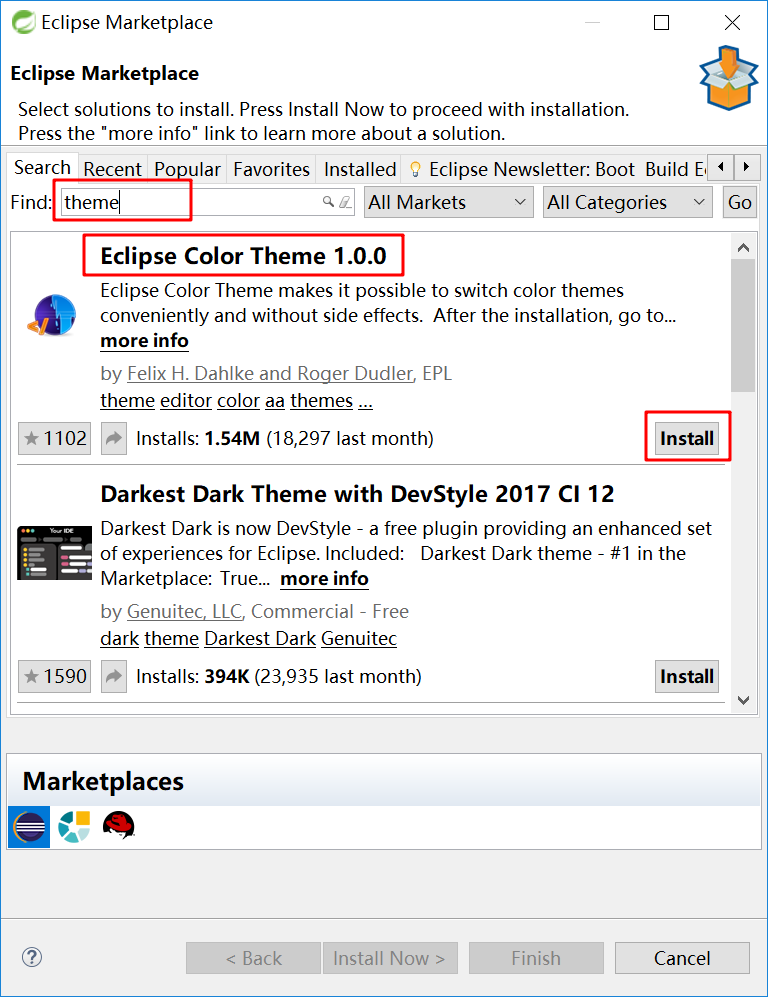 Eclipse Marketplace
Eclipse Marketplace
Select solutions to install. Press Install Now to proceed with installation.
Press the "more info" link to learn more about a solution.
Search Recent Popular Favorites Installed Eclipse Newsletter: Boot Build
Find: theme All Markets All Categories Go
Eclipse Color Theme 1.0.0
Eclipse Color Theme makes it possible to switch color themes
conveniently and without side effects. After the installation, go to...
more info
by Felix H. Dahlke and Roger Dudler, EPL
theme editor color aa themes ...
1102 Installs: 1.54M (18,297 last month) Install
Darkest Dark Theme with DevStyle 2017 CI 12
Your IDE
Darkest Dark is now DevStyle - a free plugin providing an enhanced set
of experiences for Eclipse. Included: Darkest Dark theme - #1 in the
Marketplace: True... more info
by Genuitec, LLC, Commercial - Free
dark theme Darkest Dark Genuitec
1590 Installs: 394K (23,935 last month) Install
Marketplaces
? < Back Install Now > Finish Cancel